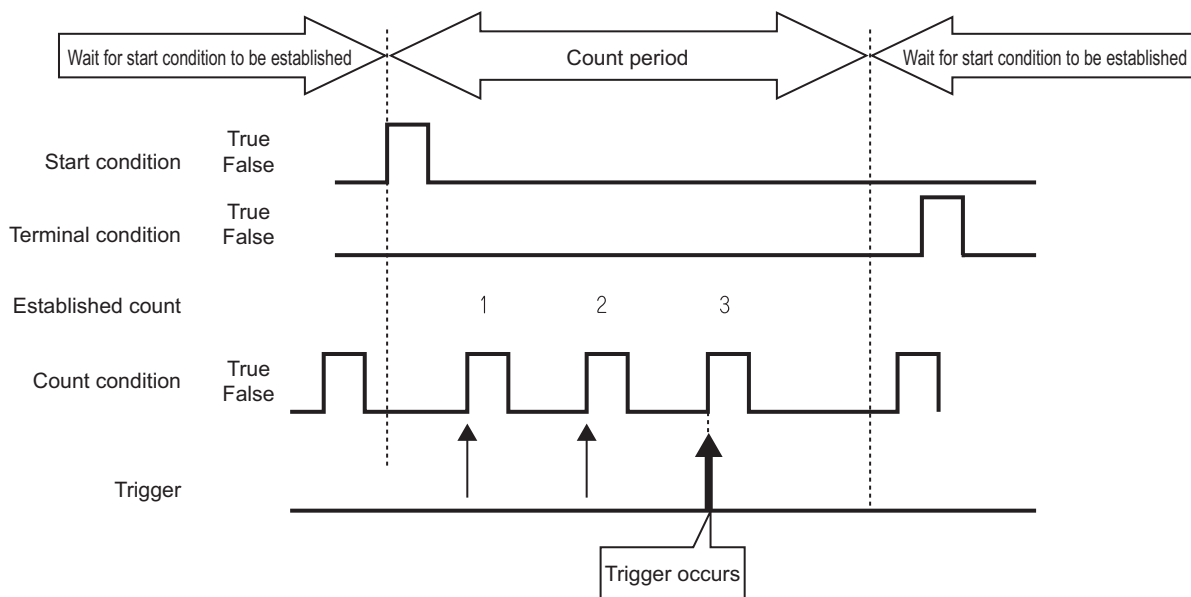 Wait for start condition to be established
Count period
Wait for start condition to be established
Start condition
True
False
Terminal condition
True
False
Established count
1
2
3
Count condition
True
False
Trigger
Trigger occurs